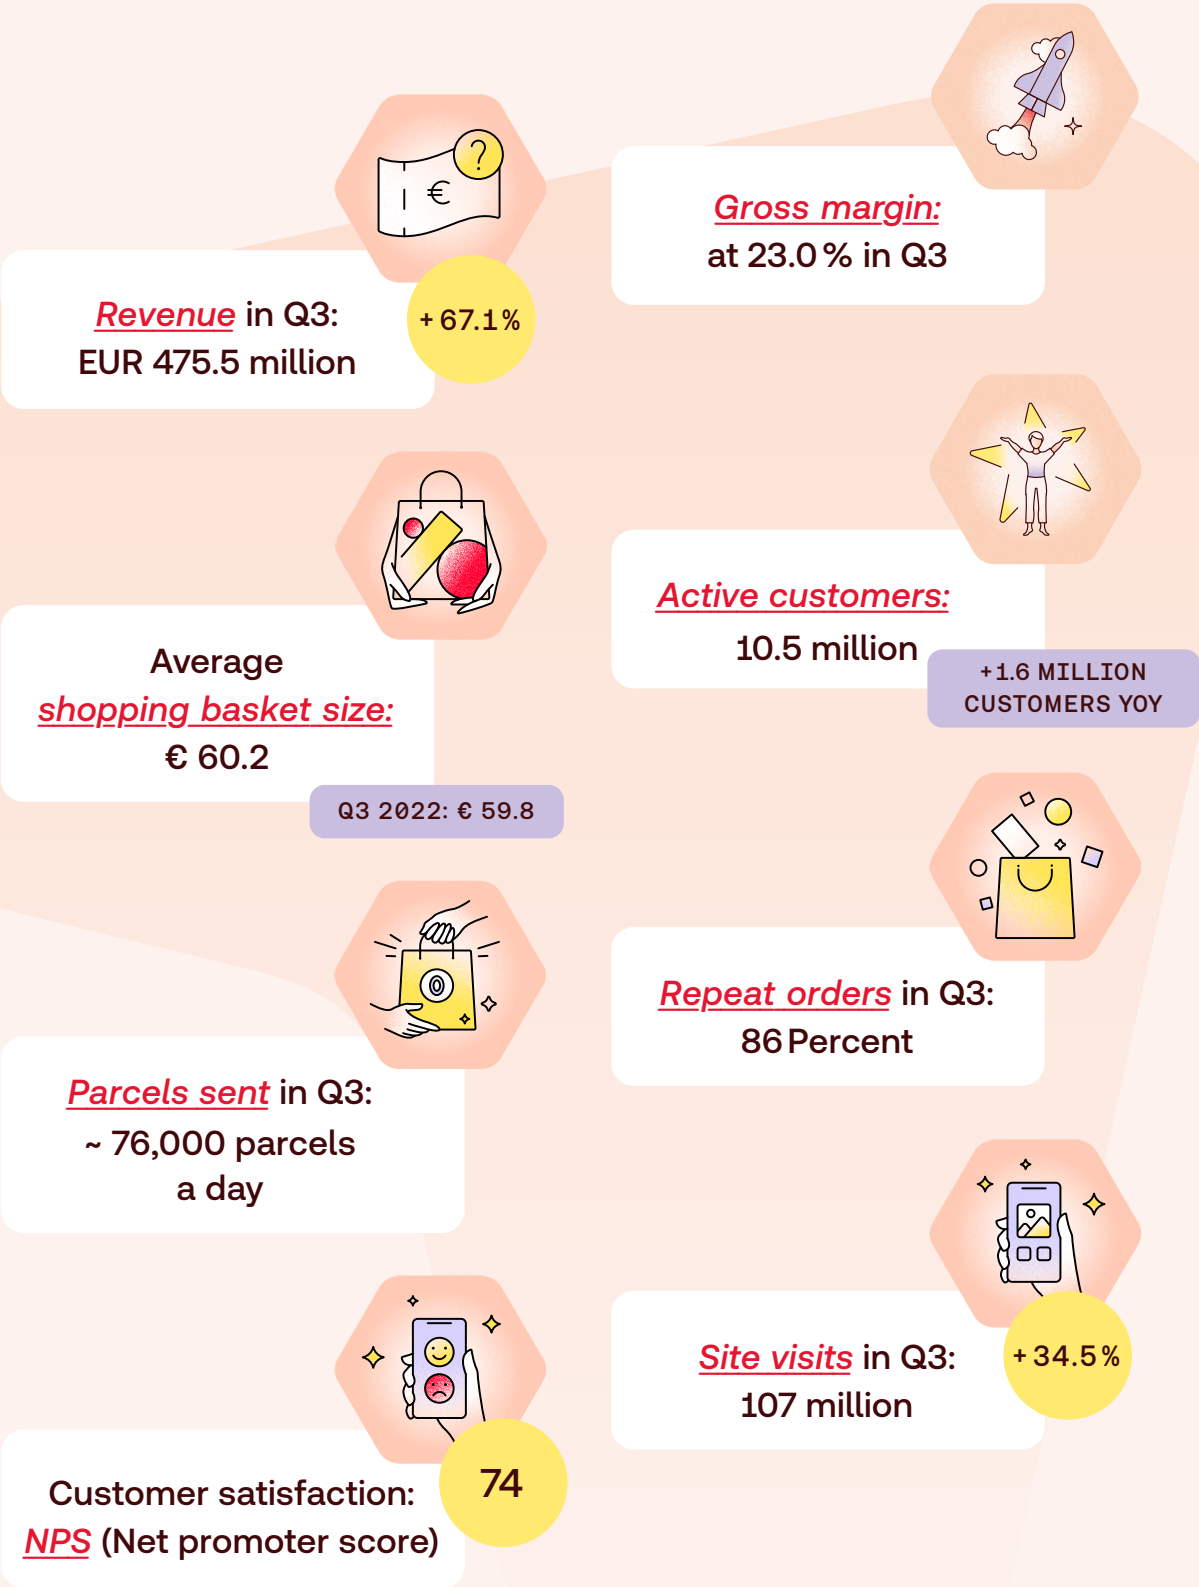 Gross margin:
at 23.0 % in Q3
Revenue in Q3:
EUR 475.5 million
+ 67.1 %
Active customers:
10.5 million
+1.6 MILLION
CUSTOMERS YOY
Average
shopping basket size:
€ 60.2
Q3 2022: € 59.8
Repeat orders in Q3:
86 Percent
Parcels sent in Q3:
~ 76,000 parcels
a day
Site visits in Q3:
107 million
+ 34.5 %
Customer satisfaction:
NPS (Net promoter score)
74